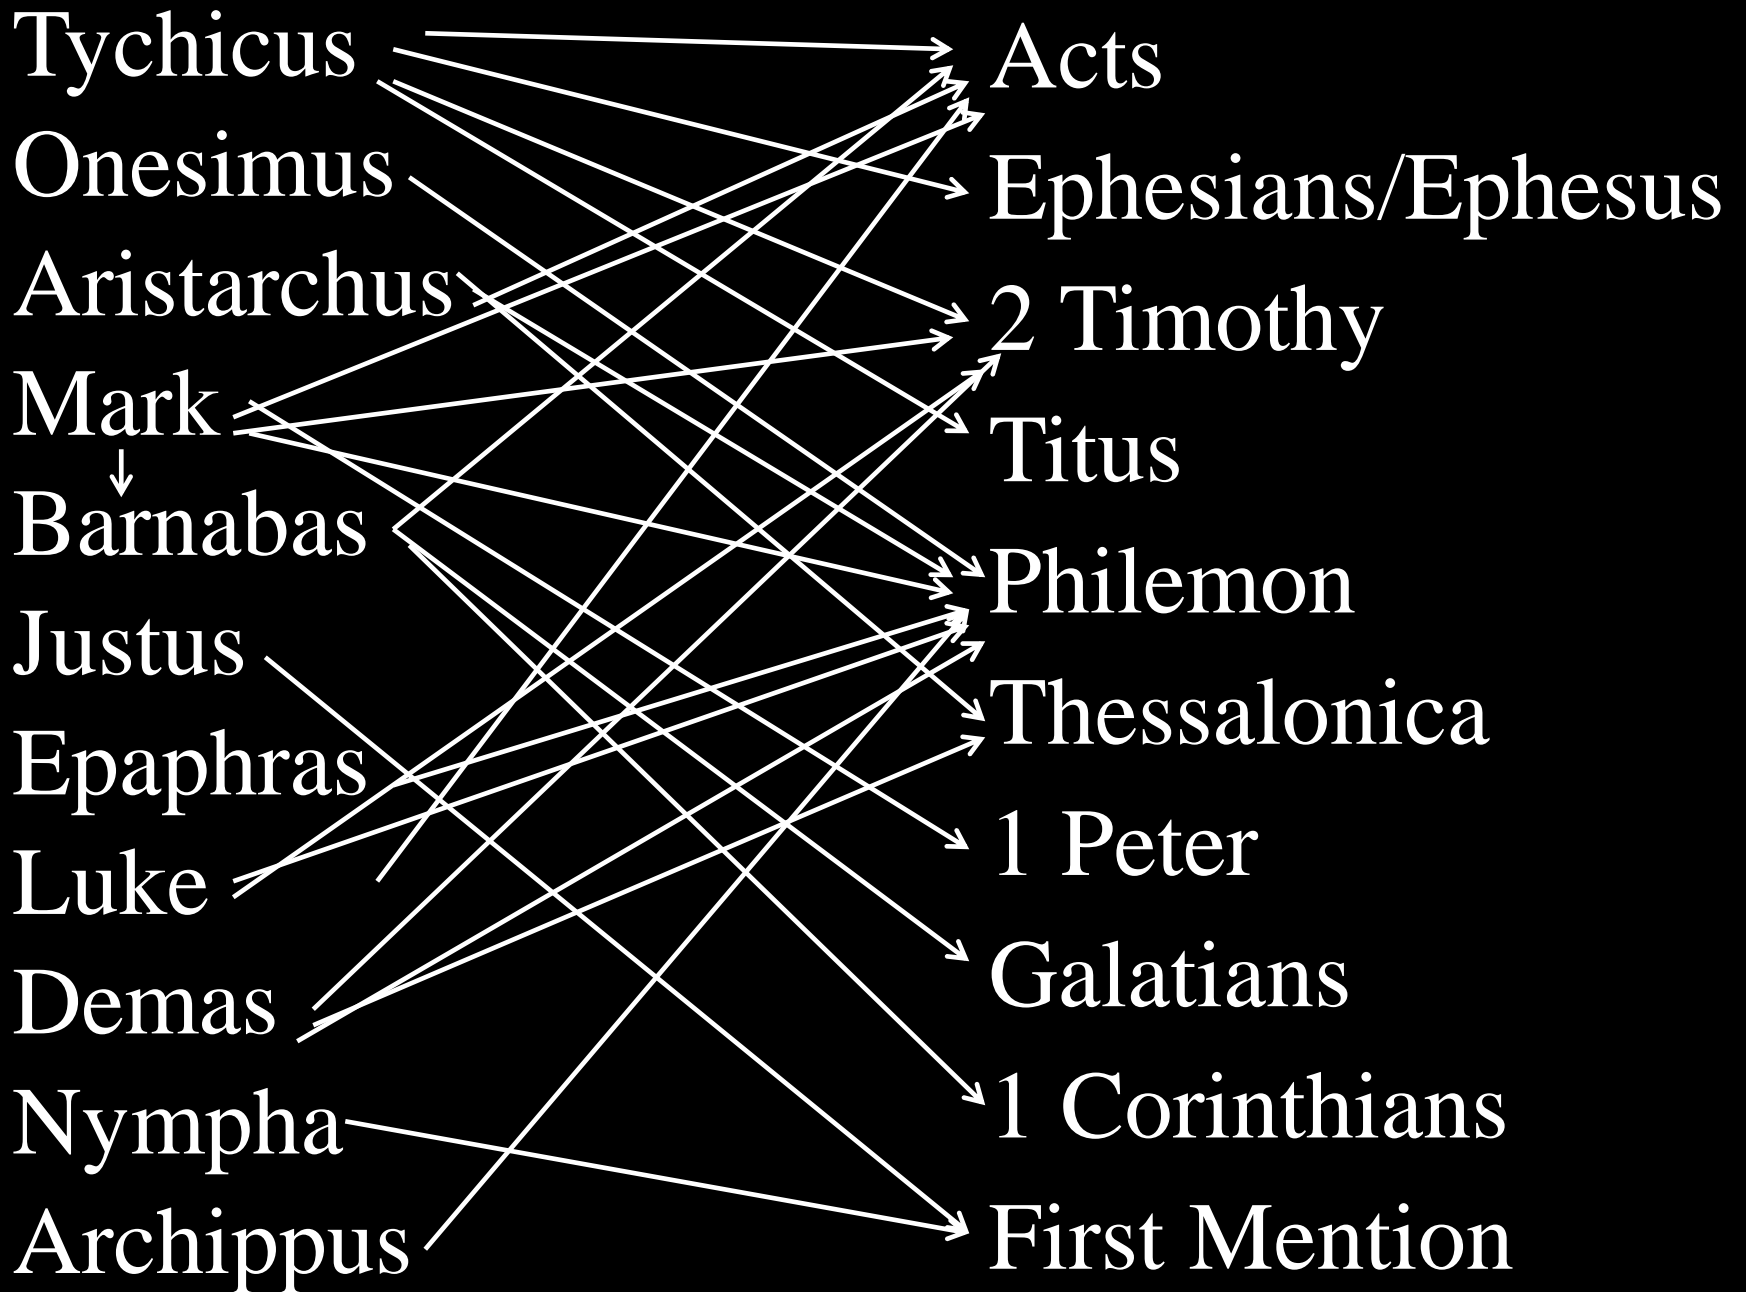 Tychicus
Onesimus
Aristarchus
Mark
Barnabas
Justus
Epaphras
Luke
Demas
Nympha
Archippus
Acts
Ephesians/Ephesus
2 Timothy
Titus
Philemon
Thessalonica
1 Peter
Galatians
1 Corinthians
First Mention